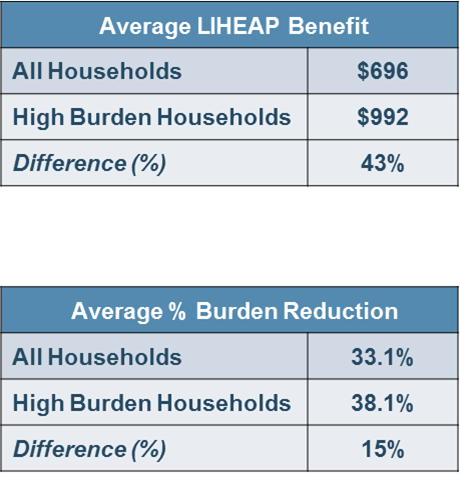 Average LIHEAP Benefit
All Households $696
High Burden Households $992
Difference (%) 43%
Average % Burden Reduction
All Households 33.1%
High Burden Households 38.1%
Difference (%) 15%